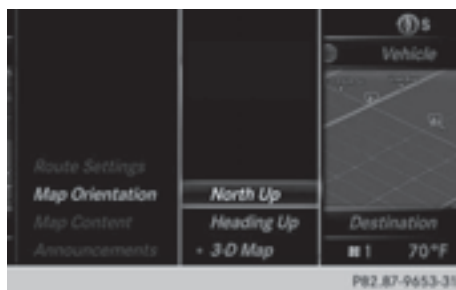 S
Vehicle
Route Settings
Map Orientation
North Up
Map Content
Heading Up
Destination
Announcements
• 3-D Map
1 70°F
P82.87-9653-31